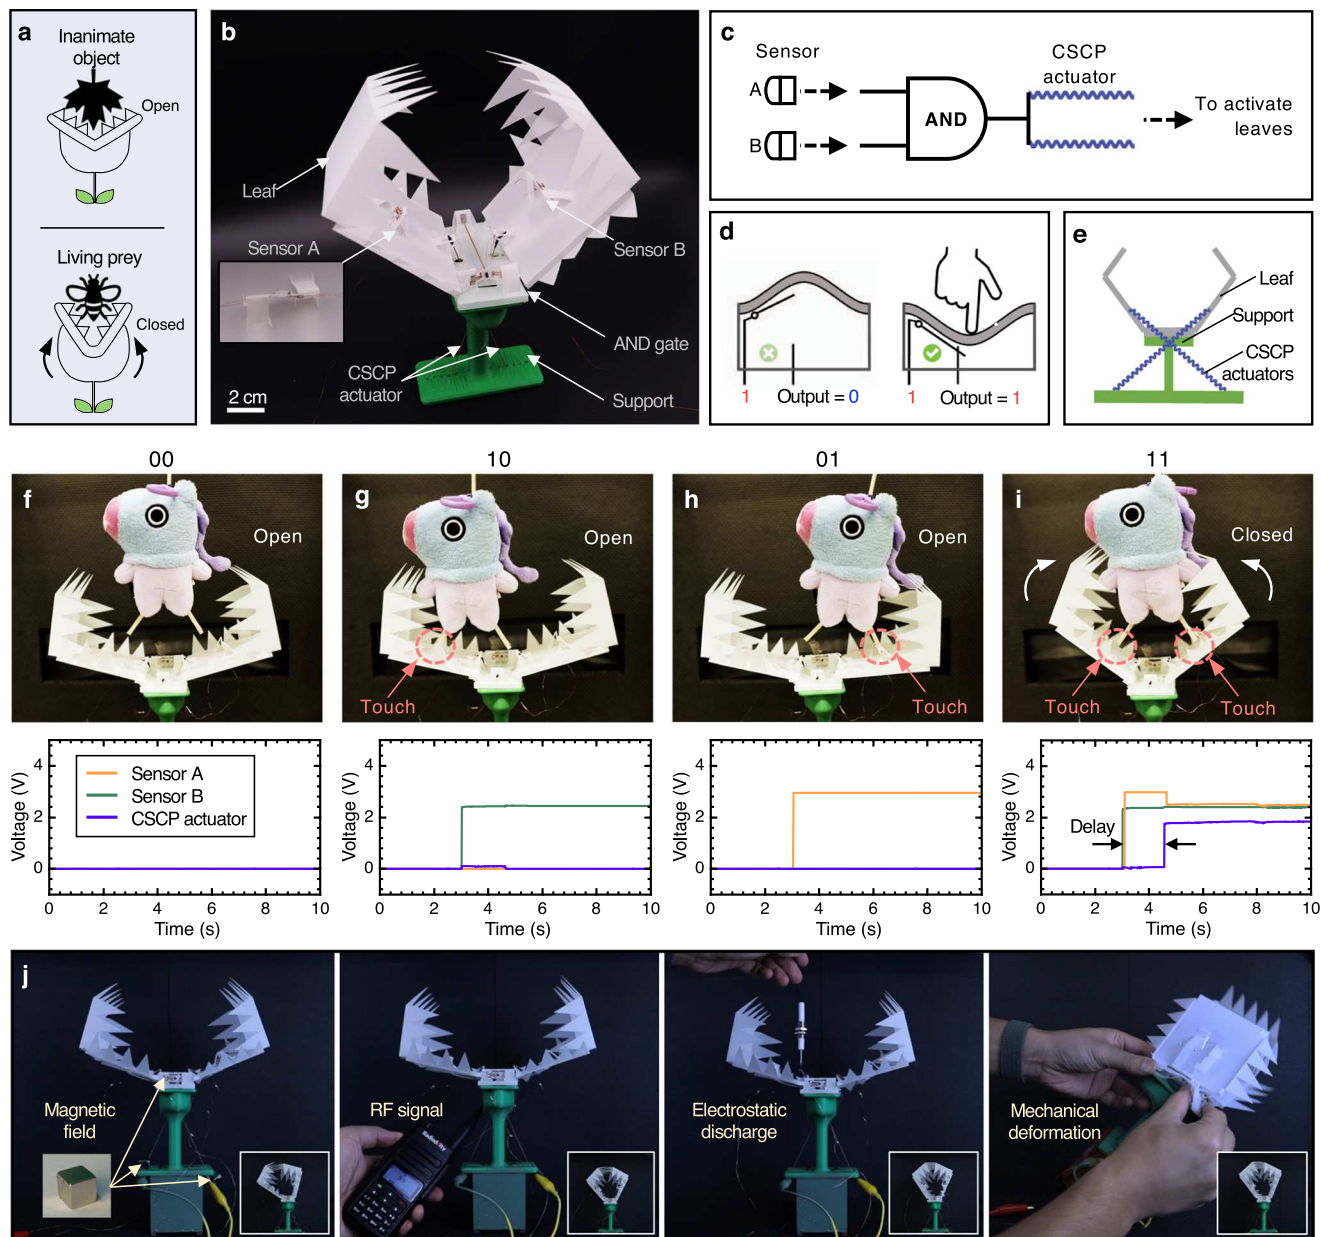 a
Inanimate
object
Open
Living prey
Closed
b
Leaf
Sensor A
Sensor B
AND gate
CSCP
actuator
Support
2 cm
c
Sensor
A
B
AND
CSCP
actuator
To activate
leaves
d
1
Output = 0
1
Output = 1
e
Leaf
Support
CSCP
actuators
00
10
01
11
f
Open
g
Open
Touch
h
Open
Touch
i
Closed
Touch
Touch
Voltage (V)
4
2
0
Sensor A
Sensor B
CSCP actuator
0 2 4 6 8 10
Time (s)
Voltage (V)
4
2
0
0 2 4 6 8 10
Time (s)
Voltage (V)
4
2
0
0 2 4 6 8 10
Time (s)
Voltage (V)
4
2
0
Delay
0 2 4 6 8 10
Time (s)
j
Magnetic
field
RF signal
Electrostatic
discharge
Mechanical
deformation